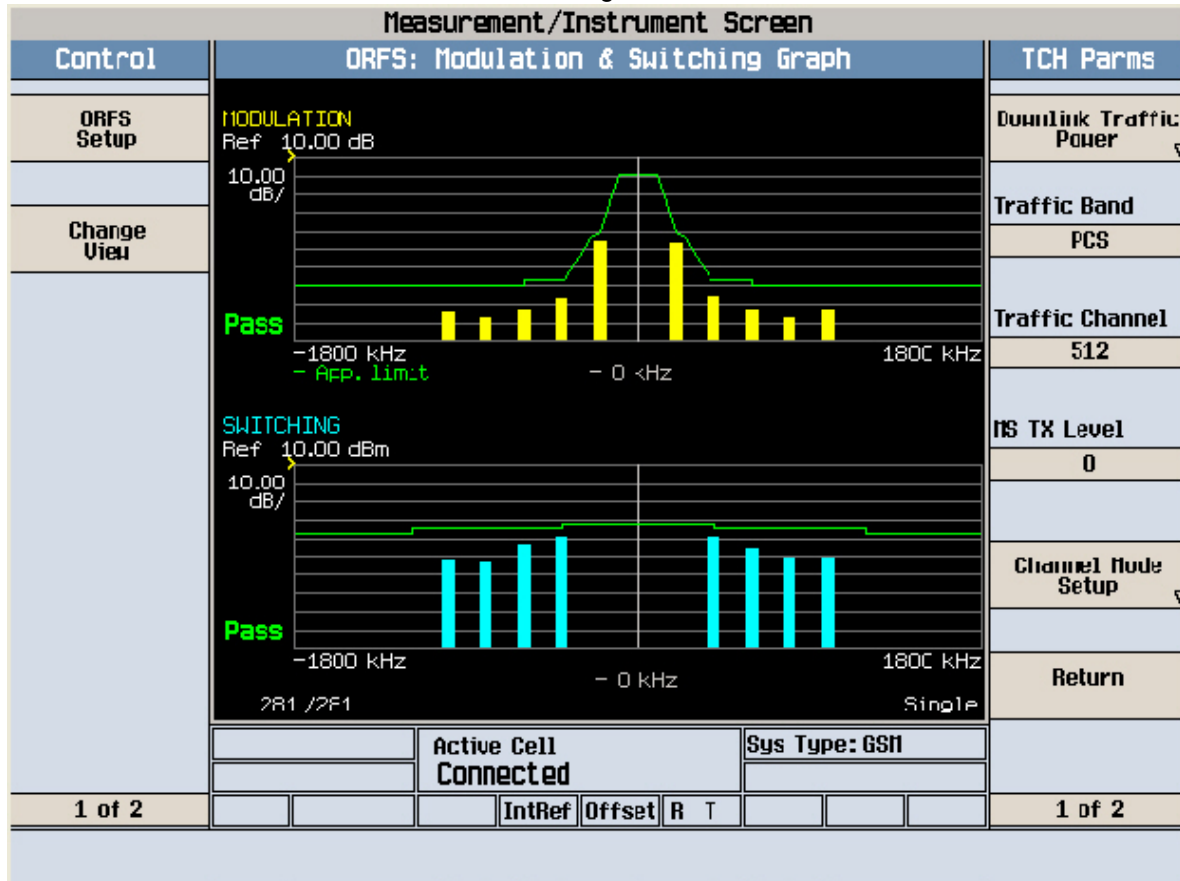 Measurement/Instrument Screen
Control
ORFS: Modulation & Switching Graph
TCH Parms
ORFS
Setup
Change
View
1 of 2
MODULATION
Ref 10.00 dB
10.00
dB/
Pass
-1800 kHz
1800 kHz
- App. limit
- 0 kHz
SWITCHING
Ref 10.00 dBm
10.00
dB/
Pass
-1800 kHz
1800 kHz
- 0 kHz
Single
Active Cell
Connected
Sys Type: GSM
IntRef
Offset
R T
Downlink Traffic
Power
Traffic Band
PCS
Traffic Channel
512
MS TX Level
0
Channel Mode
Setup
Return
1 of 2